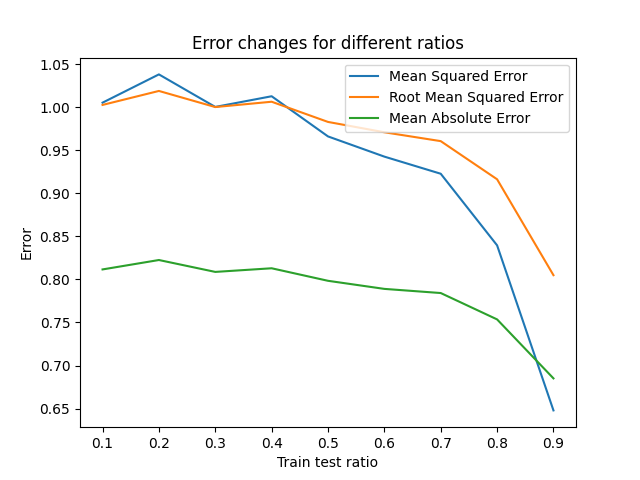 Error changes for different ratios
1.05
1.00
0.95
0.90
0.85
0.80
0.75
0.70
0.65
Error
Mean Squared Error
Root Mean Squared Error
Mean Absolute Error
0.1 0.2 0.3 0.4 0.5 0.6 0.7 0.8 0.9
Train test ratio